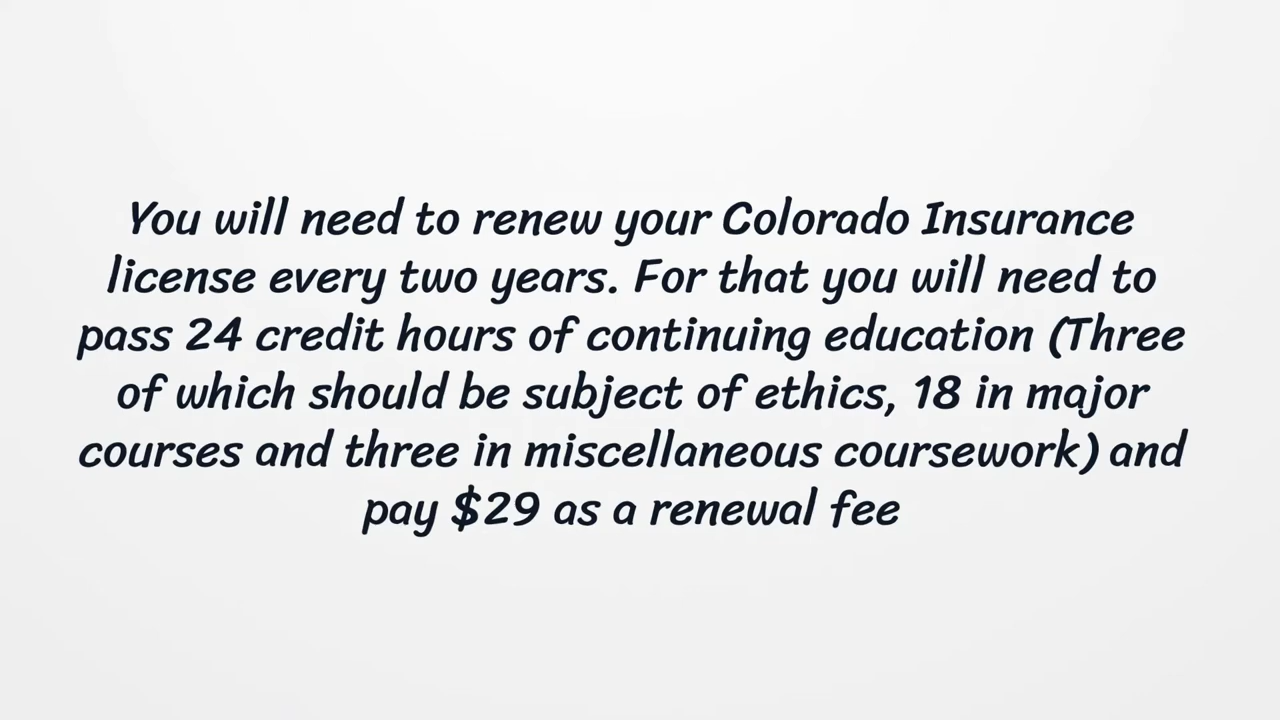 You will need to renew your Colorado Insurance
license every two years. For that you will need to
pass 24 credit hours of continuing education (Three
of which should be subject of ethics, 18 in major
courses and three in miscellaneous coursework) and
pay $29 as a renewal fee